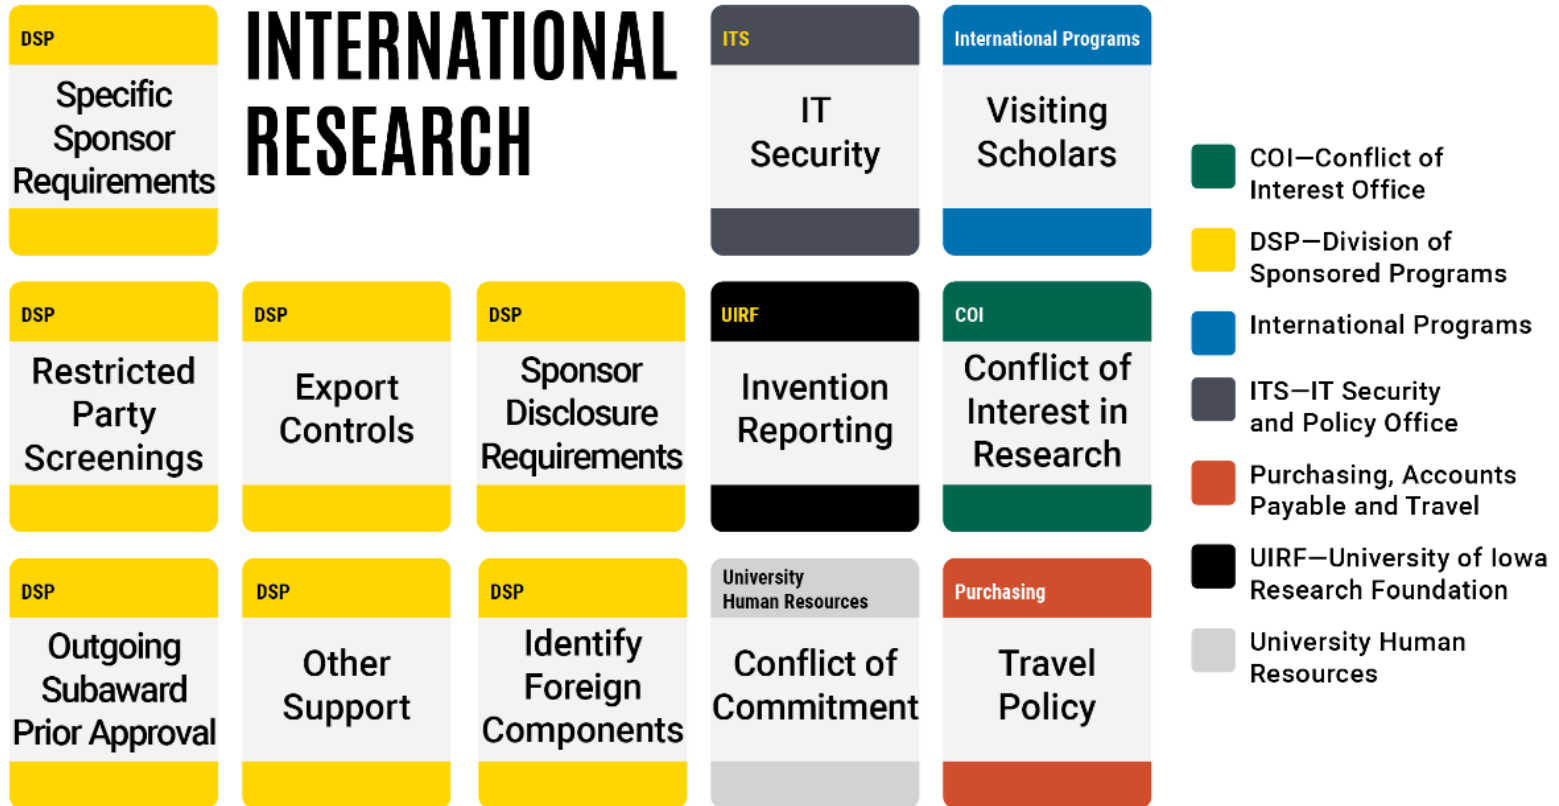 DSP
Specific
Sponsor
Requirements
INTERNATIONAL
RESEARCH
ITS
IT
Security
International Programs
Visiting
Scholars
DSP
Restricted
Party
Screenings
DSP
Export
Controls
DSP
Sponsor
Disclosure
Requirements
UIRF
Invention
Reporting
COI
Conflict of
Interest in
Research
DSP
Outgoing
Subaward
Prior Approval
DSP
Other
Support
DSP
Identify
Foreign
Components
University
Human Resources
Conflict of
Commitment
Purchasing
Travel
Policy
COI—Conflict of
Interest Office
DSP—Division of
Sponsored Programs
International Programs
ITS—IT Security
and Policy Office
Purchasing, Accounts
Payable and Travel
UIRF—University of Iowa
Research Foundation
University Human
Resources